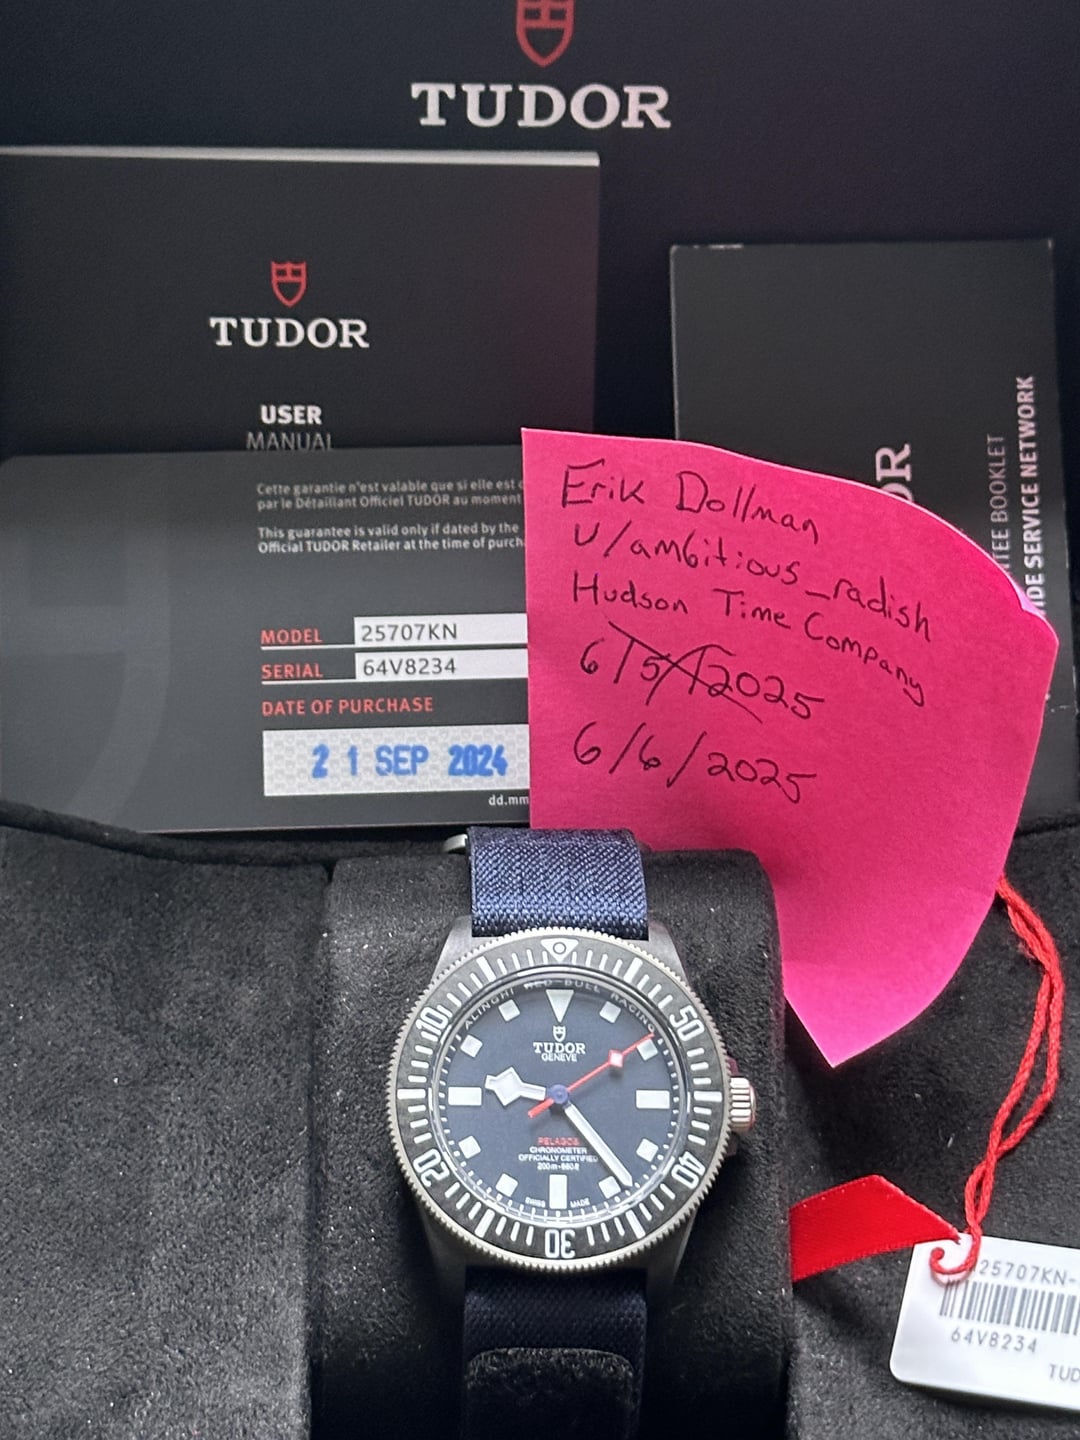 TUDOR
TUDOR
USER
MANUAL
Cette garantie n'est valable que si elle est
par le Détaillant Officiel TUDOR au moment
This guarantee is valid only if dated by the
Official TUDOR Retailer at the time of purch
MODEL 25707KN
SERIAL 64V8234
DATE OF PURCHASE
21 SEP 2024
dd.mm
OR
TEE BOOKLET
IDE SERVICE NETWORK
Erik Dollman
u/ambitious_radish
Hudson Time Company
6/5/2025
6/6/2025
ALINGHI RED BULL RACING
TUDOR
GENEVE
PELAGOS
CHRONOMETER
OFFICIALLY CERTIFIED
200m-660ft
SWISS MADE
50
40
30
20
10
25707KN-
64V8234
TUD